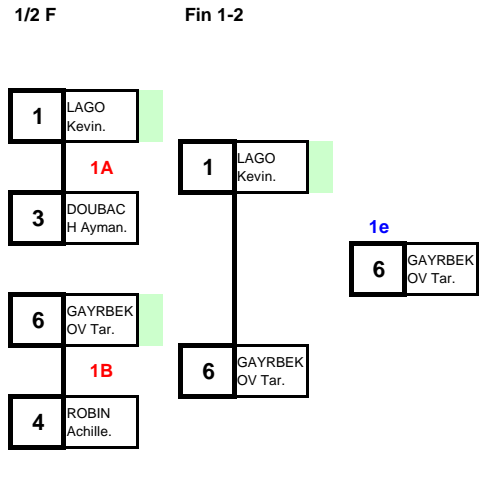 1/2 F
Fin 1-2
1
LAGO
Kevin.
1A
3
DOUBAC
H Ayman.
6
GAYRBEK
OV Tar.
1B
4
ROBIN
Achille.
1
LAGO
Kevin.
6
GAYRBEK
OV Tar.
1e
6
GAYRBEK
OV Tar.